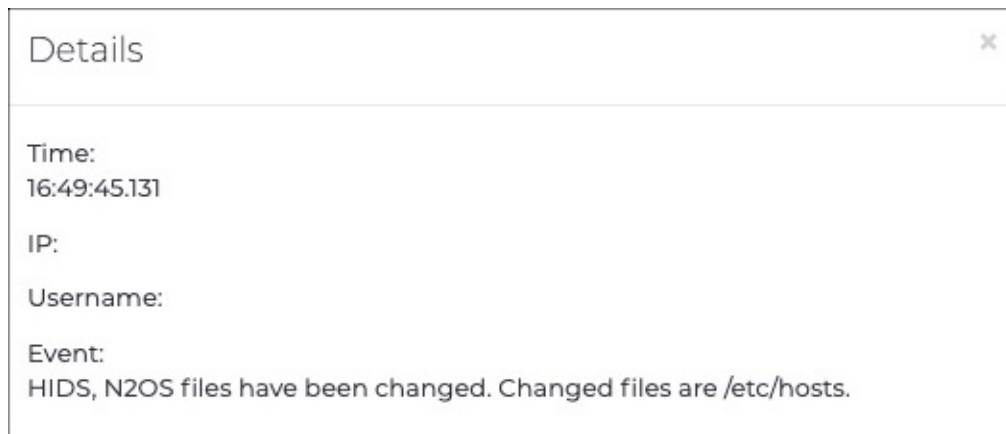 Details
×
Time:
16:49:45.131
IP:
Username:
Event:
HIDS, N2OS files have been changed. Changed files are /etc/hosts.